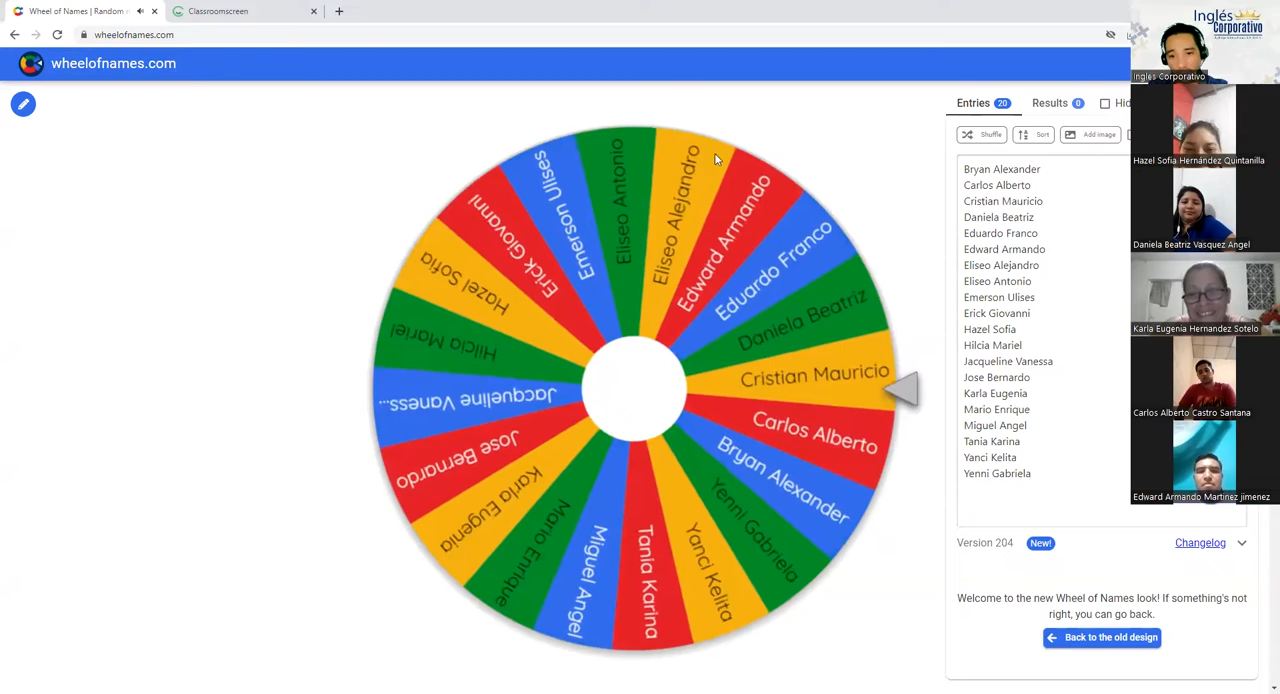 Wheel of Names | Random
Classroomscreen
wheelofnames.com
wheelofnames.com
Entries 20
Results 0
Hid
Shuffle
Sort
Add image
Bryan Alexander
Carlos Alberto
Cristian Mauricio
Daniela Beatriz
Eduardo Franco
Edward Armando
Eliseo Alejandro
Eliseo Antonio
Emerson Ulises
Erick Giovanni
Hazel Sofia
Hilcia Mariel
Jacqueline Vanessa
Jose Bernardo
Karla Eugenia
Mario Enrique
Miguel Angel
Tania Karina
Yanci Kelita
Yenni Gabriela
Version 204 New!
Changelog
Welcome to the new Wheel of Names look! If something's not
right, you can go back.
Back to the old design
Emerson Ulises
Eliseo Antonio
Eliseo Alejandro
Edward Armando
Eduardo Franco
Daniela Beatriz
Cristian Mauricio
Carlos Alberto
Bryan Alexander
Yenni Gabriela
Yanci Kelita
Tania Karina
Miguel Angel
Mario Enrique
Karla Eugenia
Jose Bernardo
Jacqueline Vaness...
Hilcia Mariel
Hazel Sofia
Erick Giovanni
Inglés
Corporativo
Ingles Corporativo
Hazel Sofia Hernández Quintanilla
Daniela Beatriz Vasquez Angel
Karla Eugenia Hernandez Sotelo
Carlos Alberto Castro Santana
Edward Armando Martinez jimenez